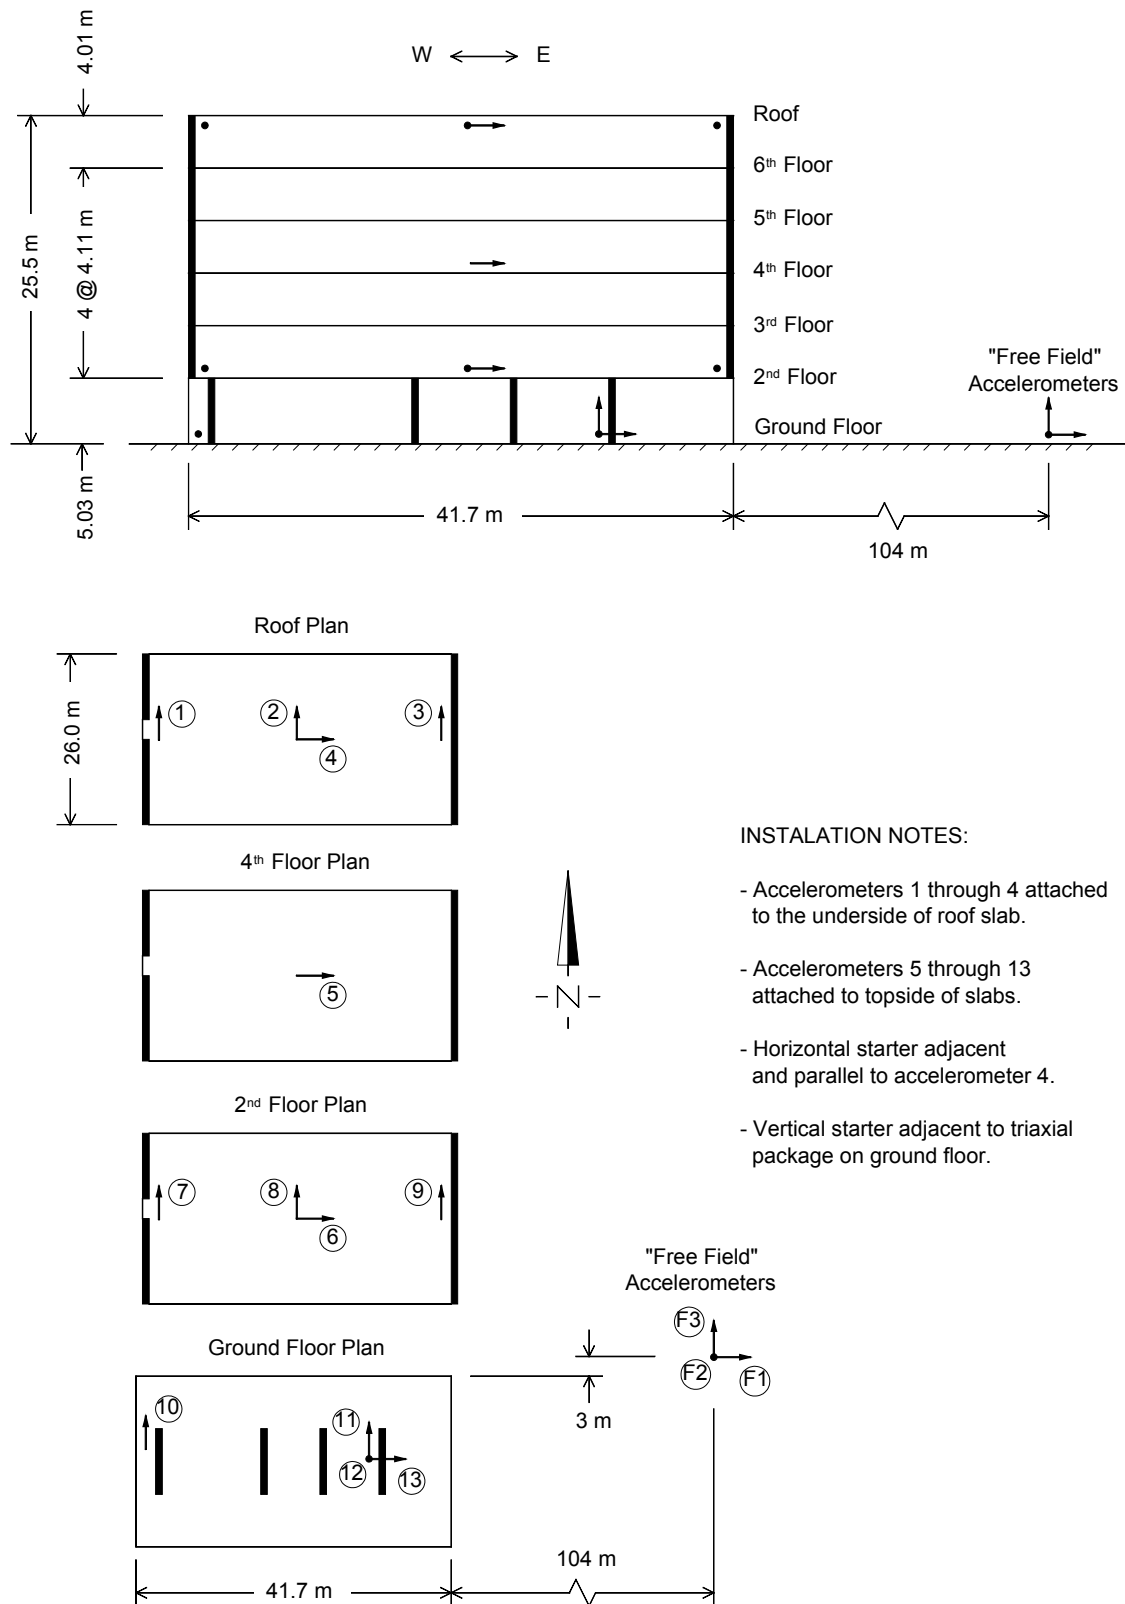 4.01 m
W
E
25.5 m
4 @ 4.11 m
5.03 m
Roof
6th Floor
5th Floor
4th Floor
3rd Floor
2nd Floor
Ground Floor
"Free Field"
Accelerometers
41.7 m
104 m
Roof Plan
26.0 m
1
2
3
4
4th Floor Plan
5
2nd Floor Plan
7
8
9
6
Ground Floor Plan
10
11
12
13
41.7 m
104 m
N
INSTALATION NOTES:
- Accelerometers 1 through 4 attached
to the underside of roof slab.
- Accelerometers 5 through 13
attached to topside of slabs.
- Horizontal starter adjacent
and parallel to accelerometer 4.
- Vertical starter adjacent to triaxial
package on ground floor.
"Free Field"
Accelerometers
F3
F2
F1
3 m